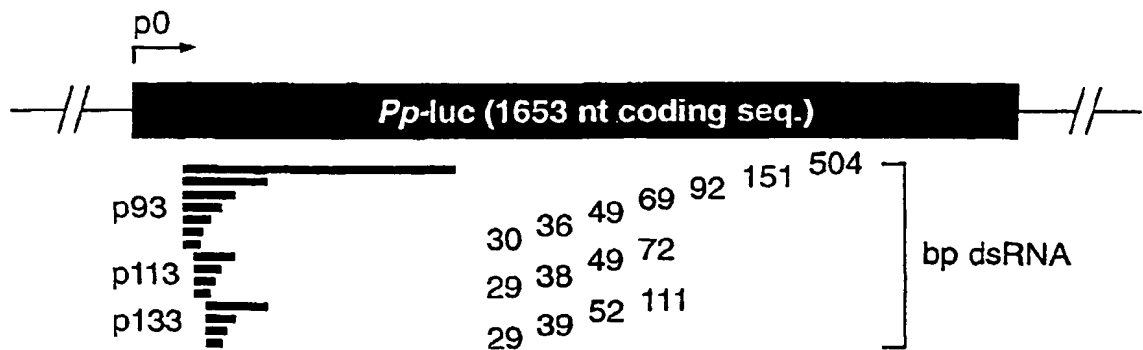 p0
Pp-luc (1653 nt coding seq.)
p93
30 36 49 69 92 151 504
p113
29 38 49 72
p133
29 39 52 111
bp dsRNA